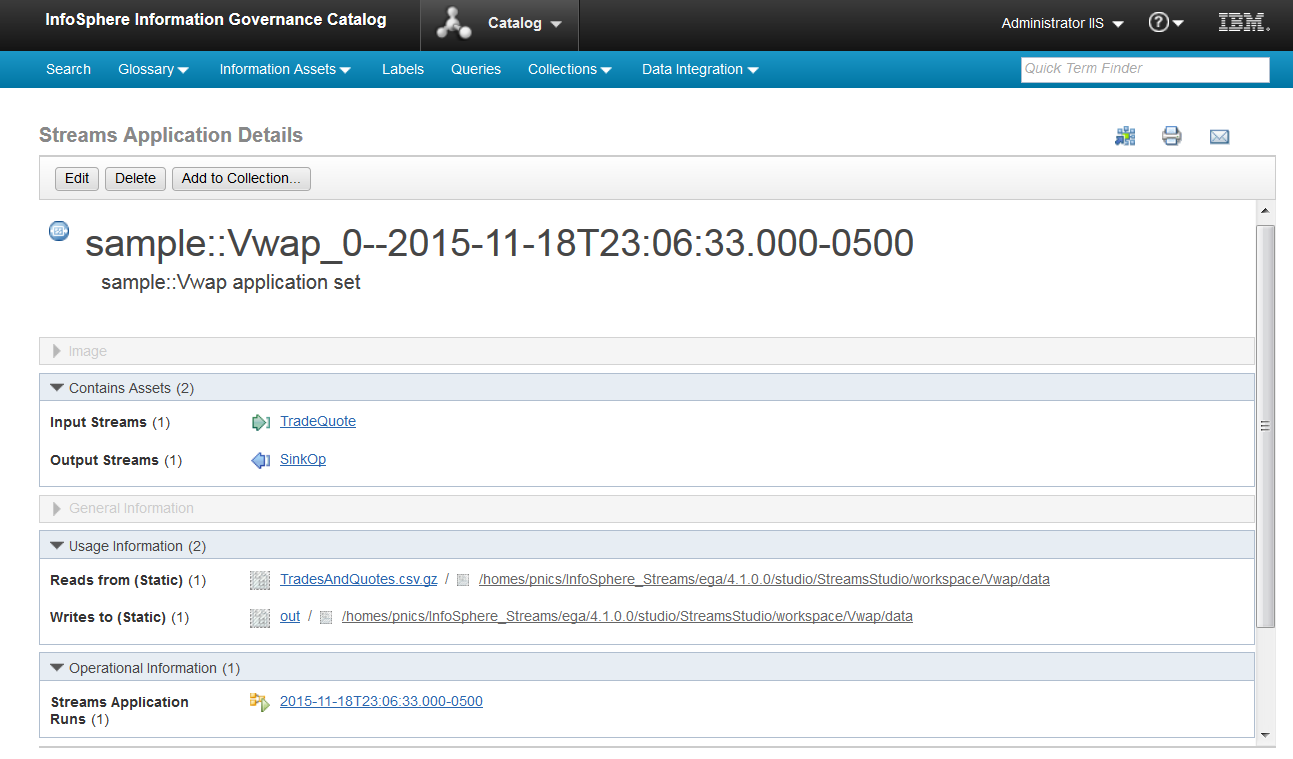 InfoSphere Information Governance Catalog
Catalog
Administrator IIS
?
IBM.
Search Glossary Information Assets Labels Queries Collections Data Integration
Quick Term Finder
Streams Application Details
Edit Delete Add to Collection...
sample::Vwap_0--2015-11-18T23:06:33.000-0500
sample::Vwap application set
Image
Contains Assets (2)
Input Streams (1) TradeQuote
Output Streams (1) SinkOp
General Information
Usage Information (2)
Reads from (Static) (1) TradesAndQuotes.csv.gz / /homes/pnics/InfoSphere_Streams/ega/4.1.0.0/studio/StreamsStudio/workspace/Vwap/data
Writes to (Static) (1) out / /homes/pnics/InfoSphere_Streams/ega/4.1.0.0/studio/StreamsStudio/workspace/Vwap/data
Operational Information (1)
Streams Application
Runs (1)
2015-11-18T23:06:33.000-0500